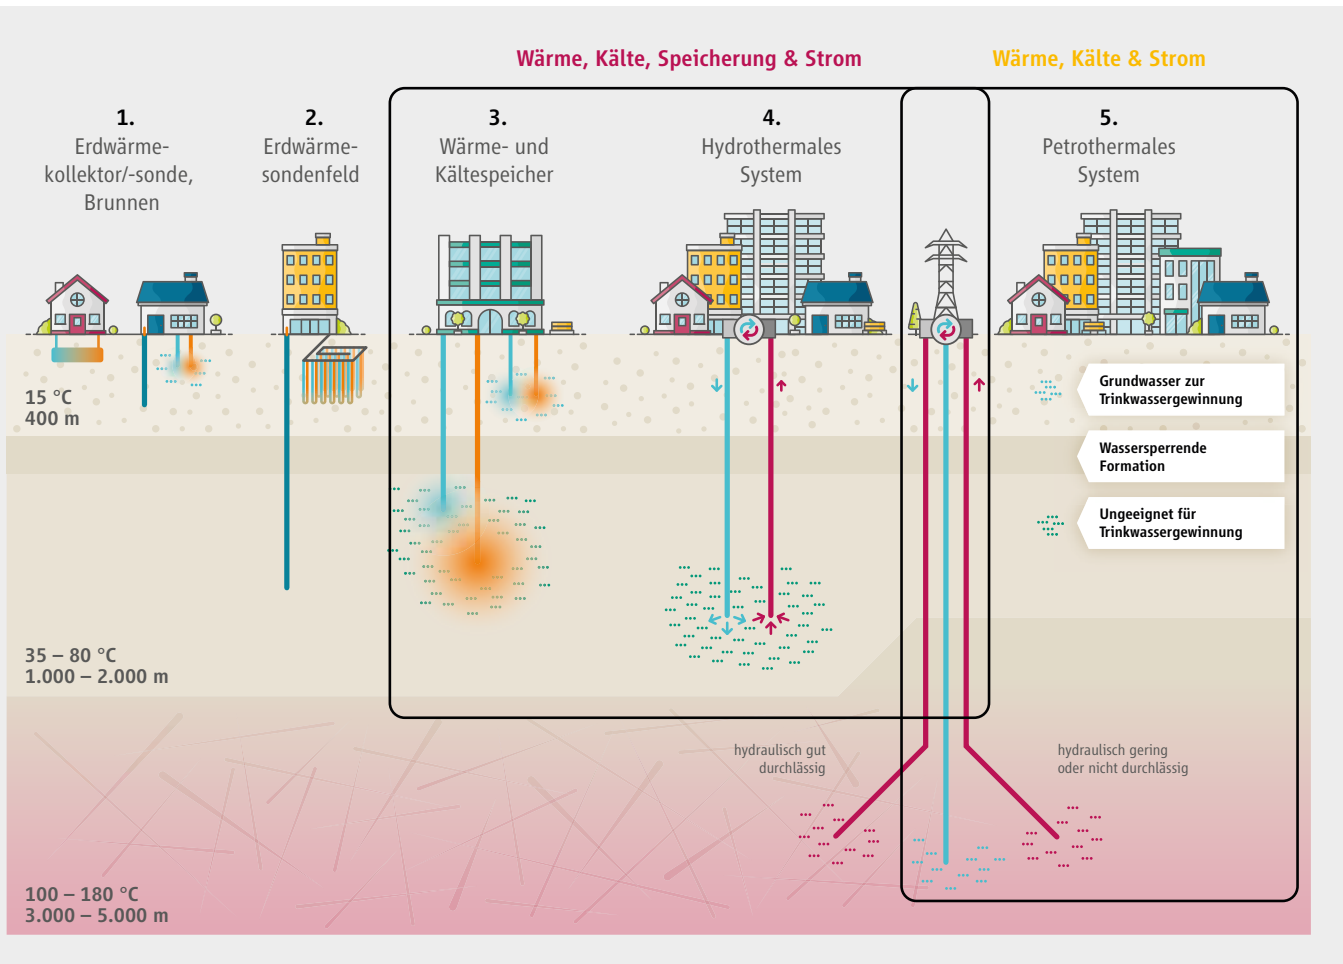 Wärme, Kälte, Speicherung & Strom
Wärme, Kälte & Strom
1.
Erdwärme-
kollektor/-sonde,
Brunnen
2.
Erdwärme-
sondenfeld
3.
Wärme- und
Kältespeicher
4.
Hydrothermales
System
5.
Petrothermales
System
15 °C
400 m
Grundwasser zur
Trinkwassergewinnung
Wassersperrende
Formation
Ungeeignet für
Trinkwassergewinnung
35 – 80 °C
1.000 – 2.000 m
hydraulisch gut
durchlässig
hydraulisch gering
oder nicht durchlässig
100 – 180 °C
3.000 – 5.000 m